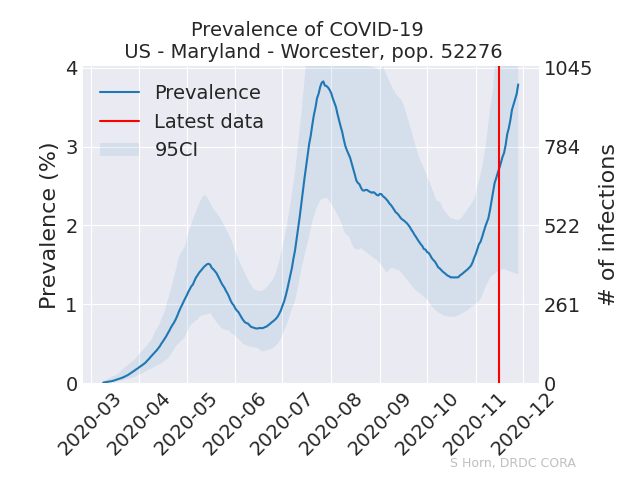 Prevalence of COVID-19
US - Maryland - Worcester, pop. 52276
Prevalence
Latest data
95CI
Prevalence (%)
4
3
2
1
0
1045
784
522
261
0
# of infections
2020-03
2020-04
2020-05
2020-06
2020-07
2020-08
2020-09
2020-10
2020-11
2020-12
S Horn, DRDC CORA